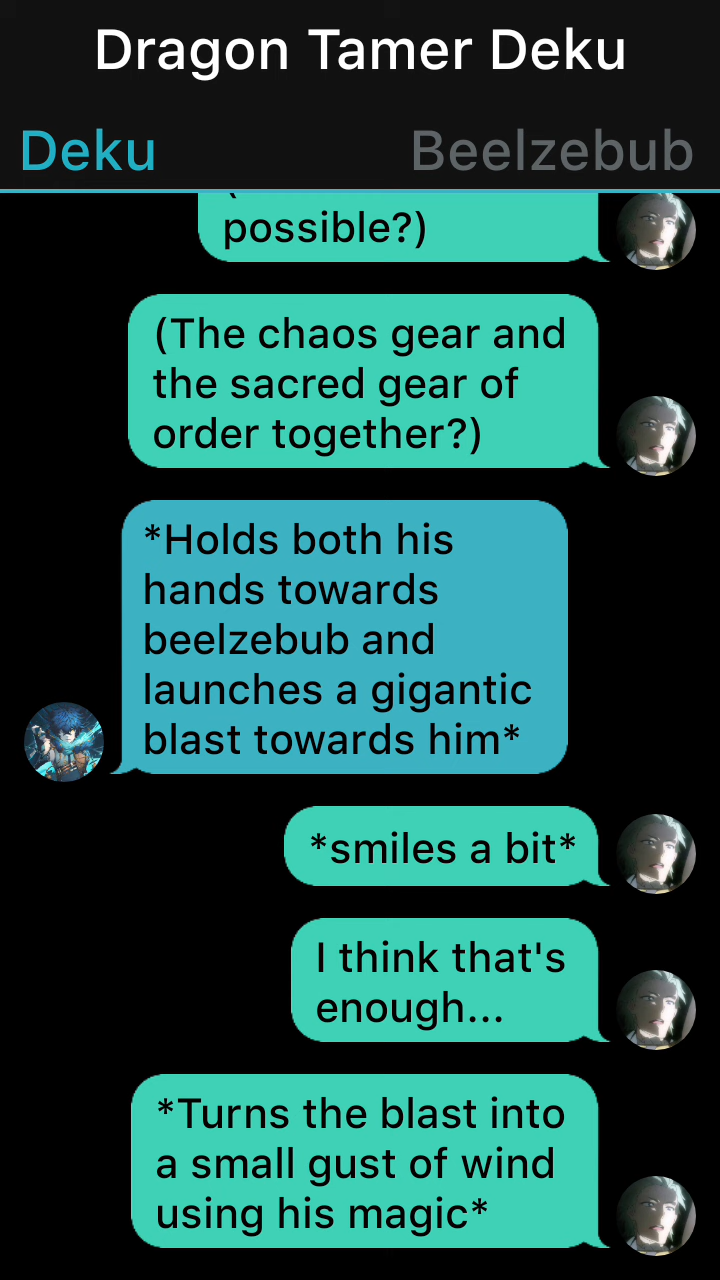 Dragon Tamer Deku
Deku
Beelzebub
possible?)
(The chaos gear and
the sacred gear of
order together?)
*Holds both his
hands towards
beelzebub and
launches a gigantic
blast towards him*
*smiles a bit*
I think that's
enough...
*Turns the blast into
a small gust of wind
using his magic*